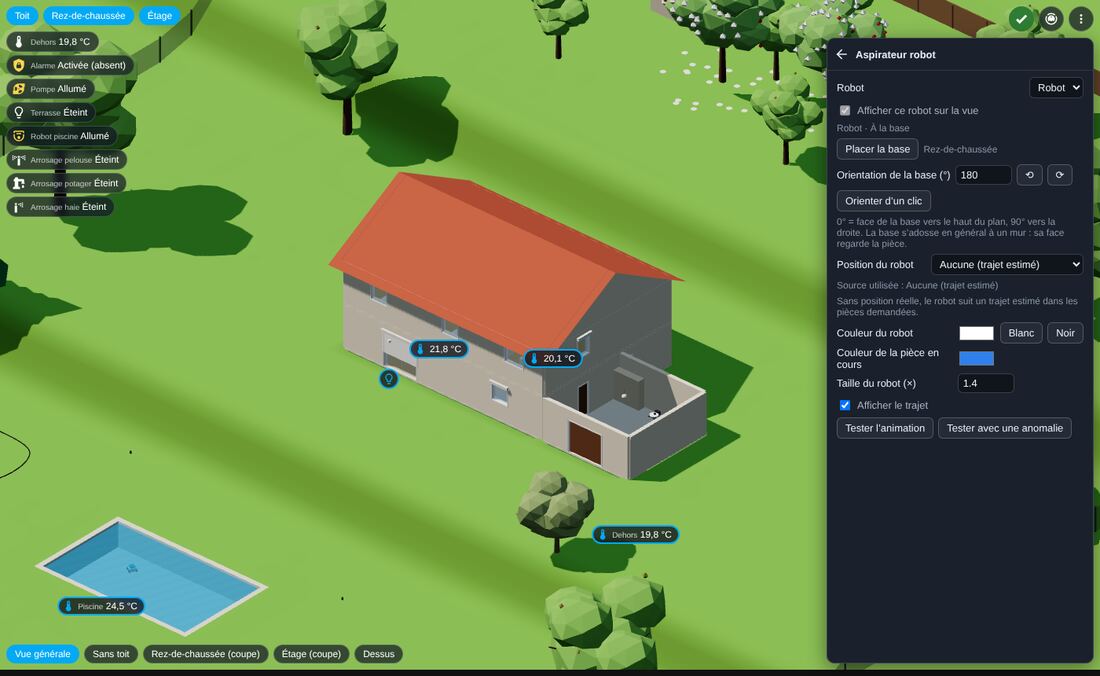 Toit Rez-de-chaussée Étage
Dehors 19,8 °C
Alarme Activée (absent)
Pompe Allumé
Terrasse Éteint
Robot piscine Allumé
Arrosage pelouse Éteint
Arrosage potager Éteint
Arrosage haie Éteint
21,8 °C
20,1 °C
Dehors 19,8 °C
Piscine 24,5 °C
Vue générale Sans toit Rez-de-chaussée (coupe) Étage (coupe) Dessus
Aspirateur robot
Robot Robot
Afficher ce robot sur la vue
Robot · À la base
Placer la base Rez-de-chaussée
Orientation de la base (°) 180
Orienter d’un clic
0° = face de la base vers le haut du plan, 90° vers la
droite. La base s’adosse en général à un mur : sa face
regarde la pièce.
Position du robot Aucune (trajet estimé)
Source utilisée : Aucune (trajet estimé)
Sans position réelle, le robot suit un trajet estimé dans les
pièces demandées.
Couleur du robot Blanc Noir
Couleur de la pièce en
cours
Taille du robot (×) 1.4
Afficher le trajet
Tester l’animation Tester avec une anomalie